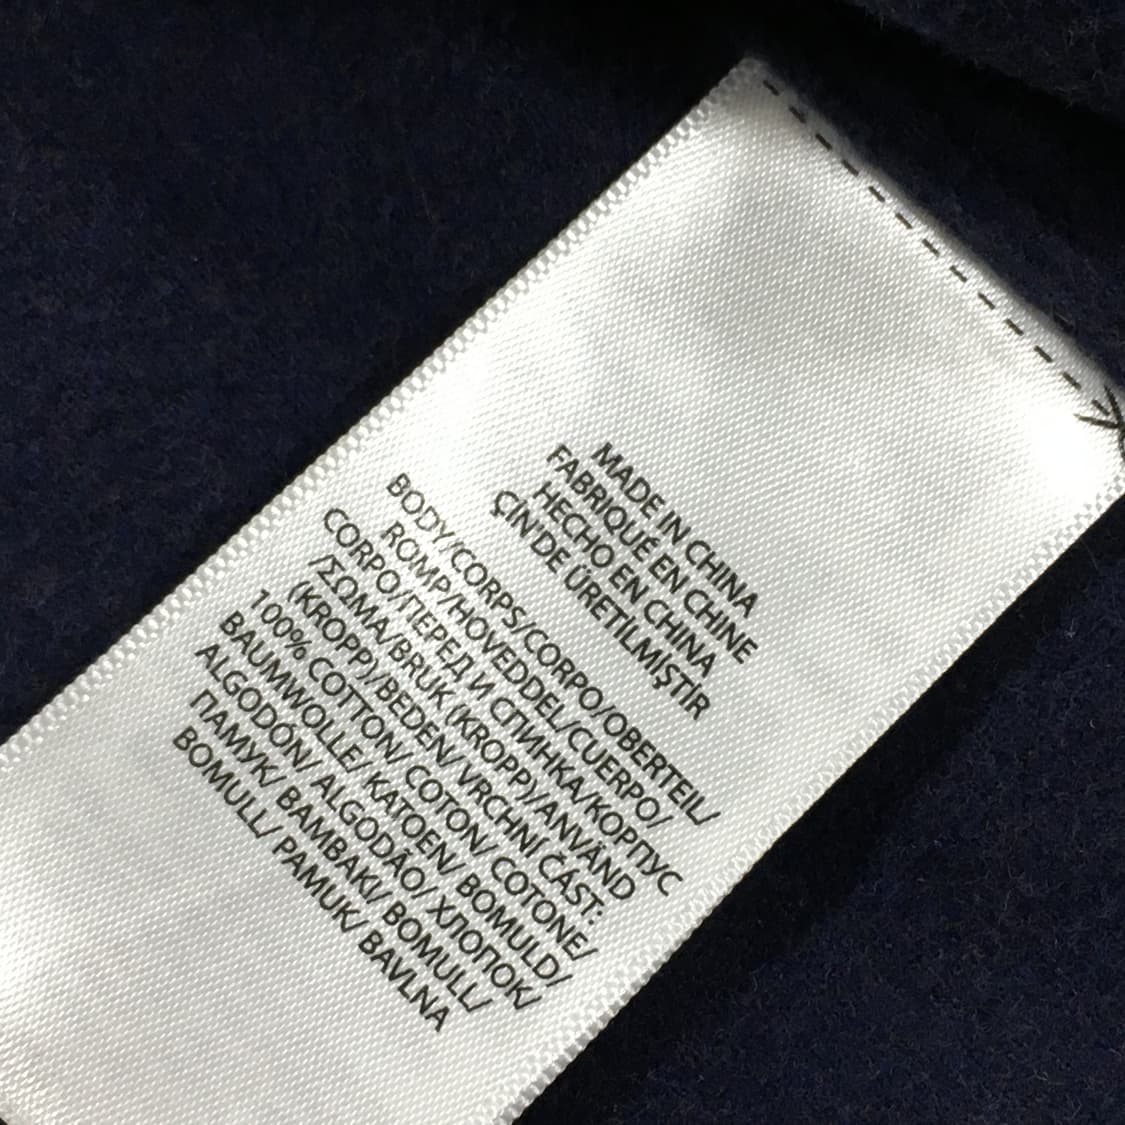 MADE IN CHINA
FABRIQUÉ EN CHINE
HECHO EN CHINA
ÇİN'DE ÜRETİLMİŞTİR
BODY/CORPS/CORPO/OBERTEIL/
ROMP/HOVEDDEL/CUERPO/
CORPO/ПЕРЕД И СПИНКА/КОРПУС
/ΣΩΜΑ/BRUK (KROPP)/ANVÄND
(KROPP)/BEDEN/ VRCHNÍ ČÁST:
100% COTTON/ COTON/ COTONE/
BAUMWOLLE/ KATOEN/ BOMULD/
ALGODÓN/ ALGODÃO/ ХЛОПОК/
ПАМУК/ BAMBAKI/ BOMULL/
BOMULL/ PAMUK/ BAVLNA